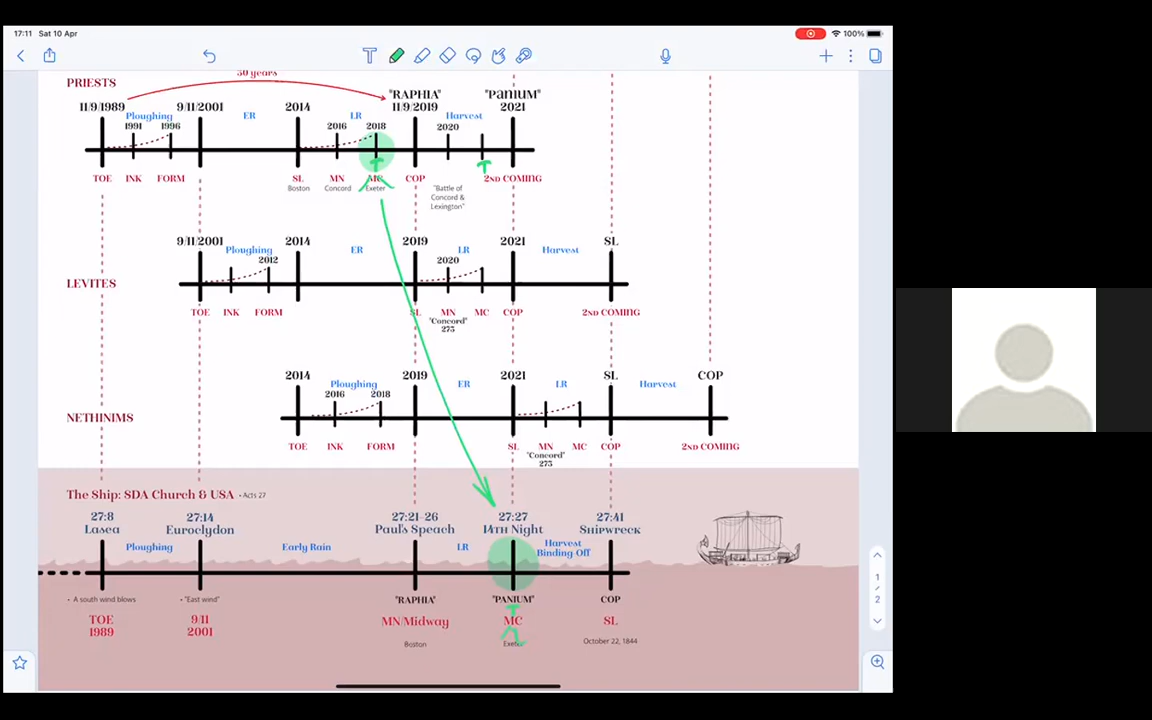 17:11 Sat 10 Apr
100%
30 years
PRIESTS
"RAPHIA" "PANIUM"
11/9/1989 9/11/2001 2014 11/9/2019 2021
Ploughing ER LR Harvest
1991 1996 2016 2018 2020
TOE INK FORM SL MN MC COP 2ND COMING
Boston Concord Exeter
"Battle of
Concord &
Lexington"
9/11/2001 2014 2019 2021 SL
Ploughing ER LR Harvest
2012 2020
LEVITES
TOE INK FORM SL MN MC COP 2ND COMING
"Concord"
273
2014 2019 2021 SL COP
Ploughing ER LR Harvest
2016 2018
NETHINIMS
TOE INK FORM SL MN MC COP 2ND COMING
"Concord"
273
The Ship: SDA Church & USA • Acts 27
27:8 27:14 27:21-26 27:27 27:41
Lasea Euroclydon Paul's Speach 14TH Night Shipwreck
Ploughing Early Rain LR Harvest
Binding-Off
• A south wind blows • "East wind" "RAPHIA" "PANIUM" COP
TOE 9/11 MN/Midway MC SL
1989 2001
Boston Exeter October 22, 1844
1
/
2